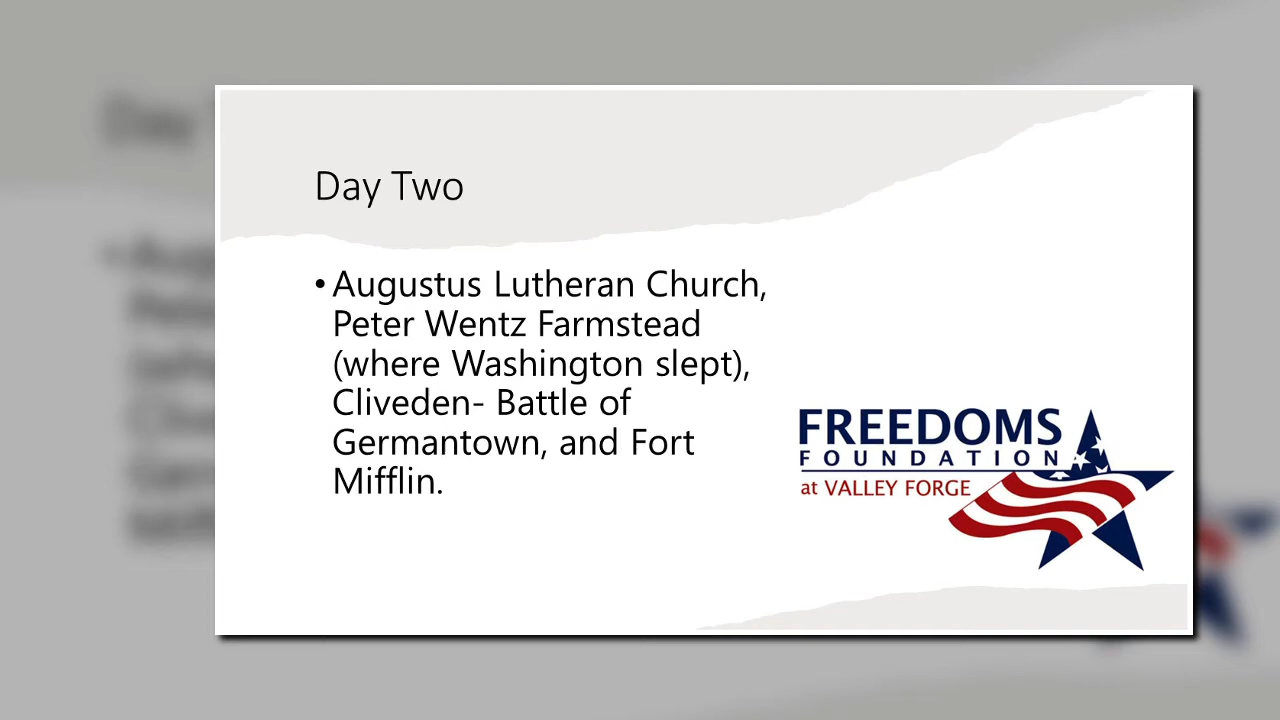 Day Two
• Augustus Lutheran Church,
Peter Wentz Farmstead
(where Washington slept),
Cliveden- Battle of
Germantown, and Fort
Mifflin.
FREEDOMS
FOUNDATION
at VALLEY FORGE